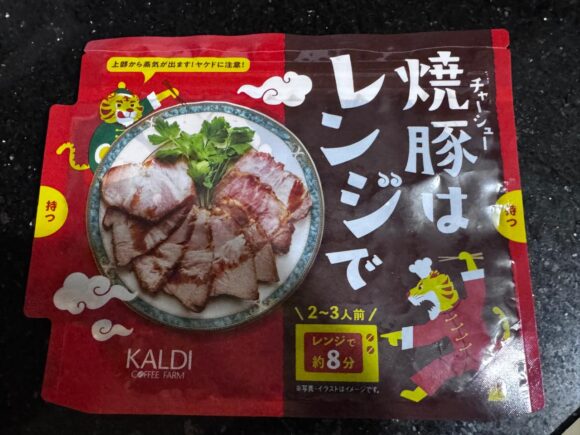 上部から蒸気が出ます!ヤケドに注意!
焼豚は
チャーシュー
レンジで
持つ
持つ
2〜3人前
レンジで
約8分
※写真・イラストはイメージです。
KALDI
COFFEE FARM